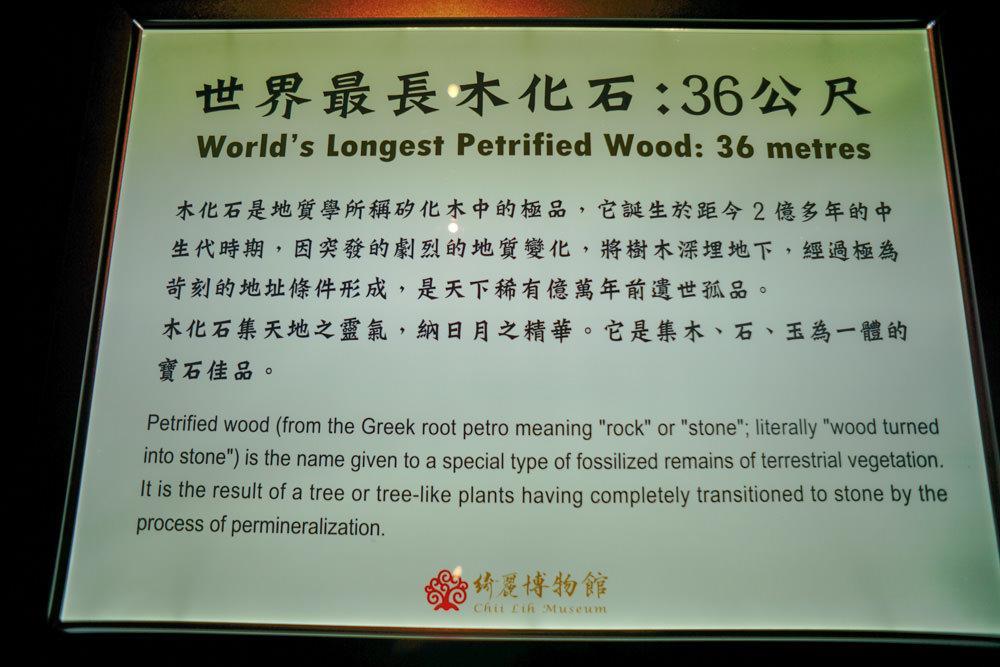 世界最長木化石:36公尺
World's Longest Petrified Wood: 36 metres
木化石是地質學所稱矽化木中的極品，它誕生於距今2億多年的中
生代時期，因突發的劇烈的地質變化，將樹木深埋地下，經過極為
苛刻的地址條件形成，是天下稀有億萬年前遺世孤品。
木化石集天地之靈氣，納日月之精華。它是集木、石、玉為一體的
寶石佳品。
Petrified wood (from the Greek root petro meaning "rock" or "stone"; literally "wood turned
into stone") is the name given to a special type of fossilized remains of terrestrial vegetation.
It is the result of a tree or tree-like plants having completely transitioned to stone by the
process of permineralization.
綺麗博物館
Chii Lih Museum